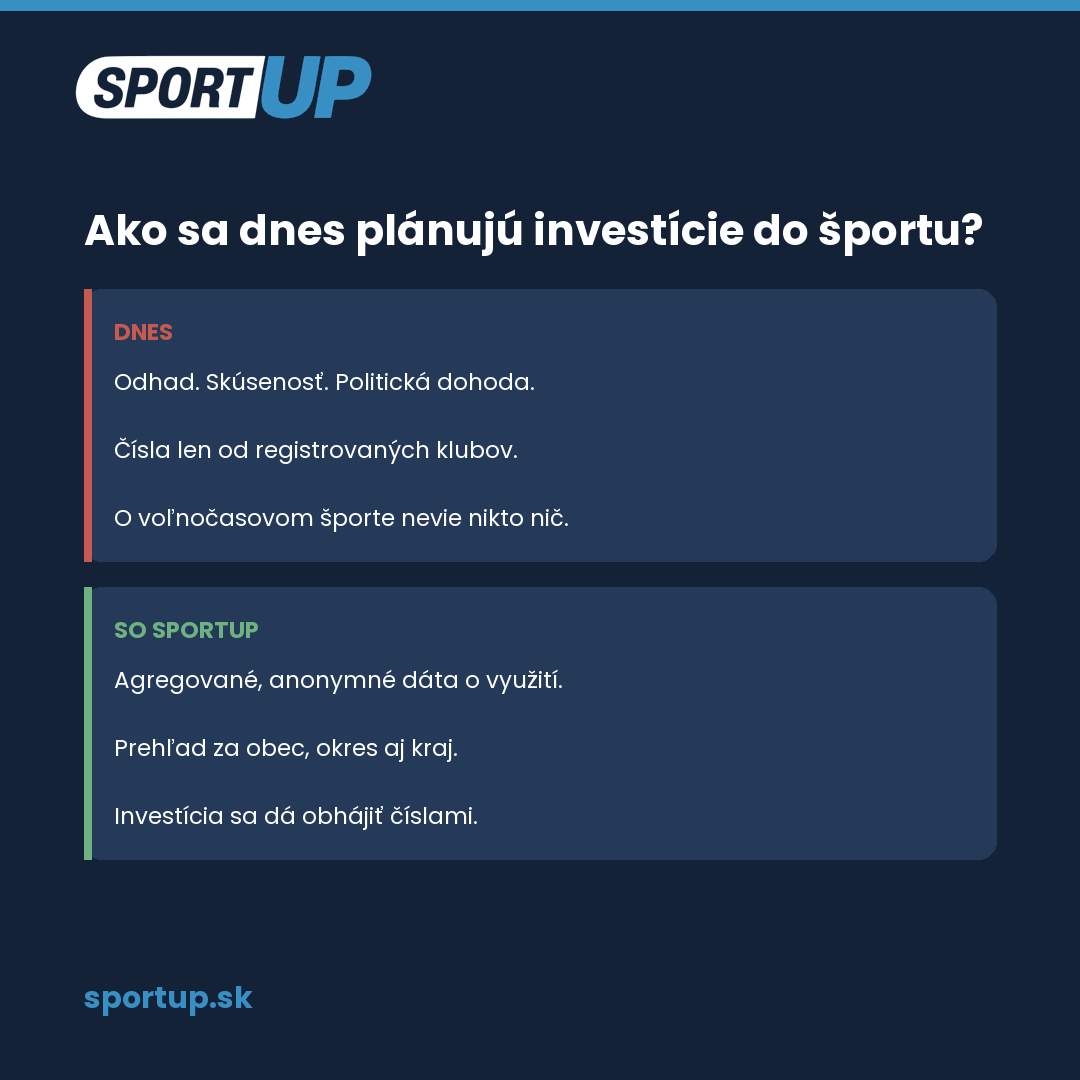 SPORTUP
Ako sa dnes plánujú investície do športu?
DNES
Odhad. Skúsenosť. Politická dohoda.
Čísla len od registrovaných klubov.
O voľnočasovom športe nevie nikto nič.
SO SPORTUP
Agregované, anonymné dáta o využití.
Prehľad za obec, okres aj kraj.
Investícia sa dá obhájiť číslami.
sportup.sk